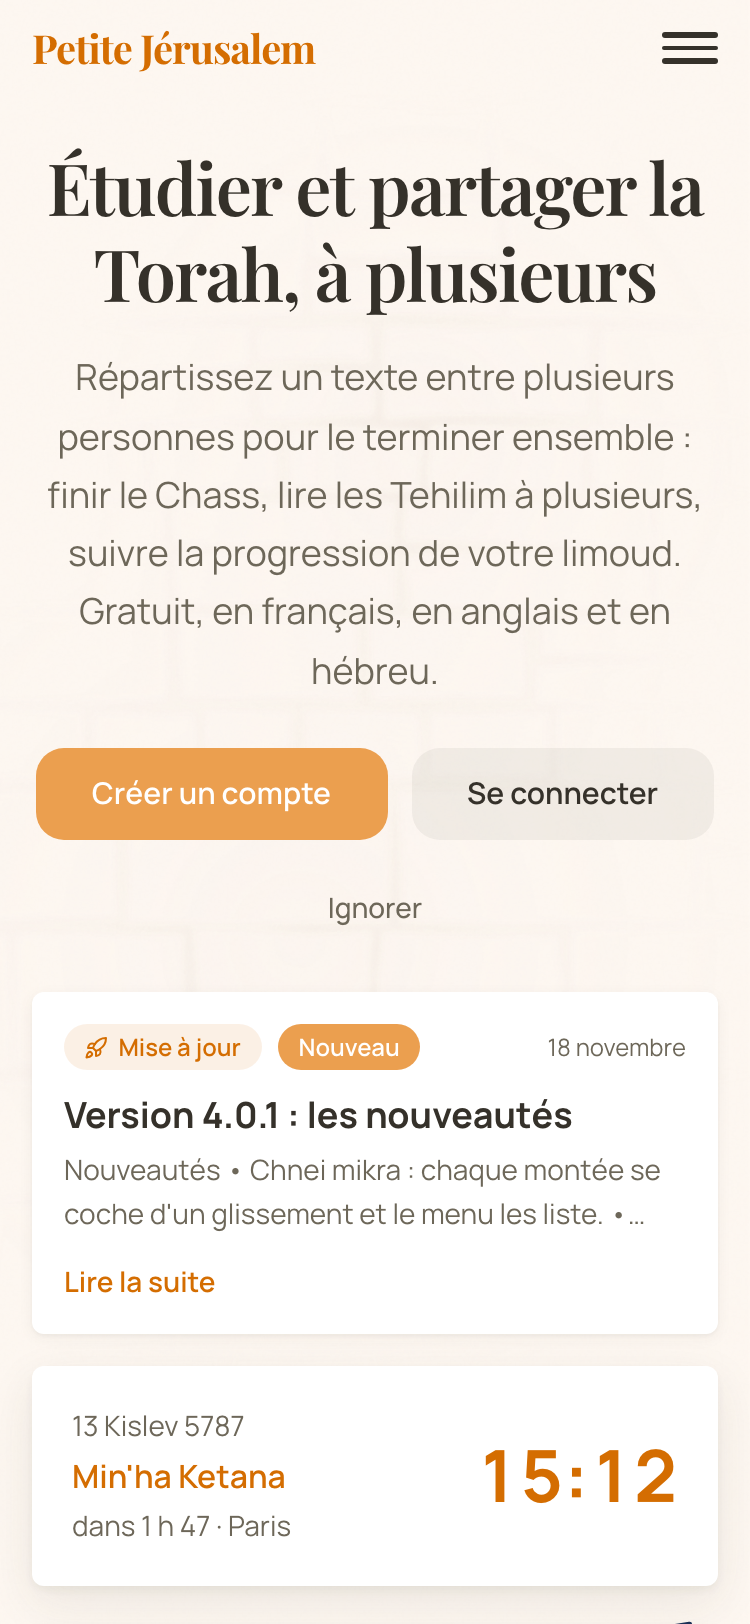 Petite Jérusalem
Étudier et partager la
Torah, à plusieurs
Répartissez un texte entre plusieurs
personnes pour le terminer ensemble :
finir le Chass, lire les Tehilim à plusieurs,
suivre la progression de votre limoud.
Gratuit, en français, en anglais et en
hébreu.
Créer un compte
Se connecter
Ignorer
Mise à jour
Nouveau
18 novembre
Version 4.0.1 : les nouveautés
Nouveautés • Chnei mikra : chaque montée se
coche d'un glissement et le menu les liste. •...
Lire la suite
13 Kislev 5787
Min'ha Ketana
dans 1 h 47 · Paris
15:12